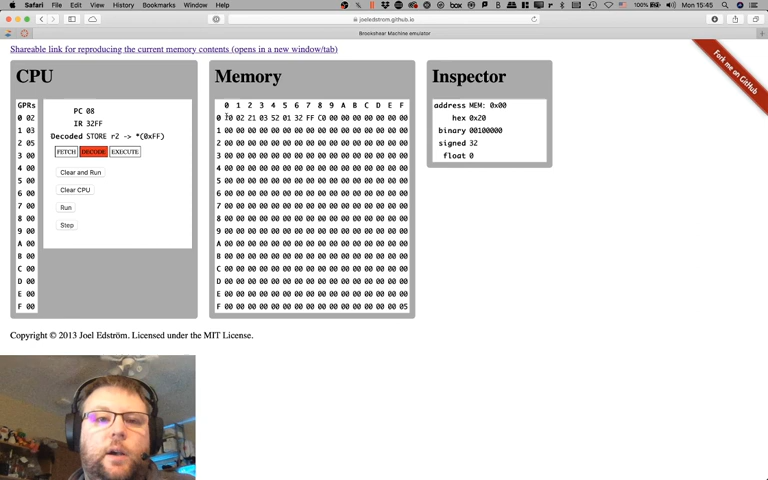 Safari File Edit View History Bookmarks Window Help
box
100% Mon 15:45
joeledstrom.github.io
Brookshear Machine emulator
Shareable link for reproducing the current memory contents (opens in a new window/tab)
Fork me on GitHub
CPU
GPRs
0 02
1 03
2 05
3 00
4 00
5 00
6 00
7 00
8 00
9 00
A 00
B 00
C 00
D 00
E 00
F 00
PC 08
IR 32FF
Decoded STORE r2 -> *(0xFF)
FETCH DECODE EXECUTE
Clear and Run
Clear CPU
Run
Step
Memory
0 1 2 3 4 5 6 7 8 9 A B C D E F
0 20 02 21 03 52 01 32 FF C0 00 00 00 00 00 00 00
1 00 00 00 00 00 00 00 00 00 00 00 00 00 00 00 00
2 00 00 00 00 00 00 00 00 00 00 00 00 00 00 00 00
3 00 00 00 00 00 00 00 00 00 00 00 00 00 00 00 00
4 00 00 00 00 00 00 00 00 00 00 00 00 00 00 00 00
5 00 00 00 00 00 00 00 00 00 00 00 00 00 00 00 00
6 00 00 00 00 00 00 00 00 00 00 00 00 00 00 00 00
7 00 00 00 00 00 00 00 00 00 00 00 00 00 00 00 00
8 00 00 00 00 00 00 00 00 00 00 00 00 00 00 00 00
9 00 00 00 00 00 00 00 00 00 00 00 00 00 00 00 00
A 00 00 00 00 00 00 00 00 00 00 00 00 00 00 00 00
B 00 00 00 00 00 00 00 00 00 00 00 00 00 00 00 00
C 00 00 00 00 00 00 00 00 00 00 00 00 00 00 00 00
D 00 00 00 00 00 00 00 00 00 00 00 00 00 00 00 00
E 00 00 00 00 00 00 00 00 00 00 00 00 00 00 00 00
F 00 00 00 00 00 00 00 00 00 00 00 00 00 00 00 05
Inspector
address MEM: 0x00
hex 0x20
binary 00100000
signed 32
float 0
Copyright © 2013 Joel Edström. Licensed under the MIT License.